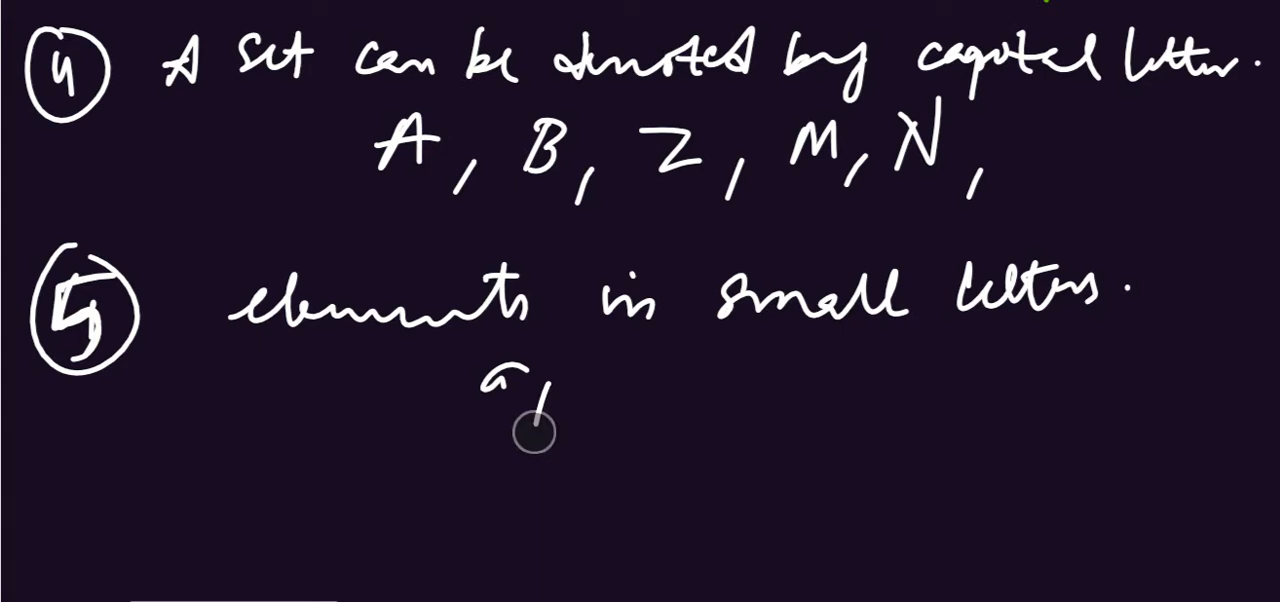 4 A set can be denoted by capital letter.
A, B, Z, M, N,
5 elements in small letters.
a,